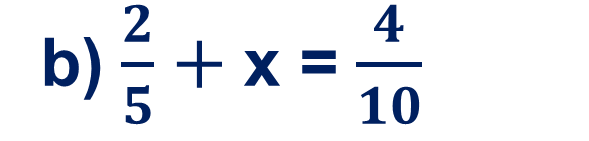 b) 2/5 + x = 4/10